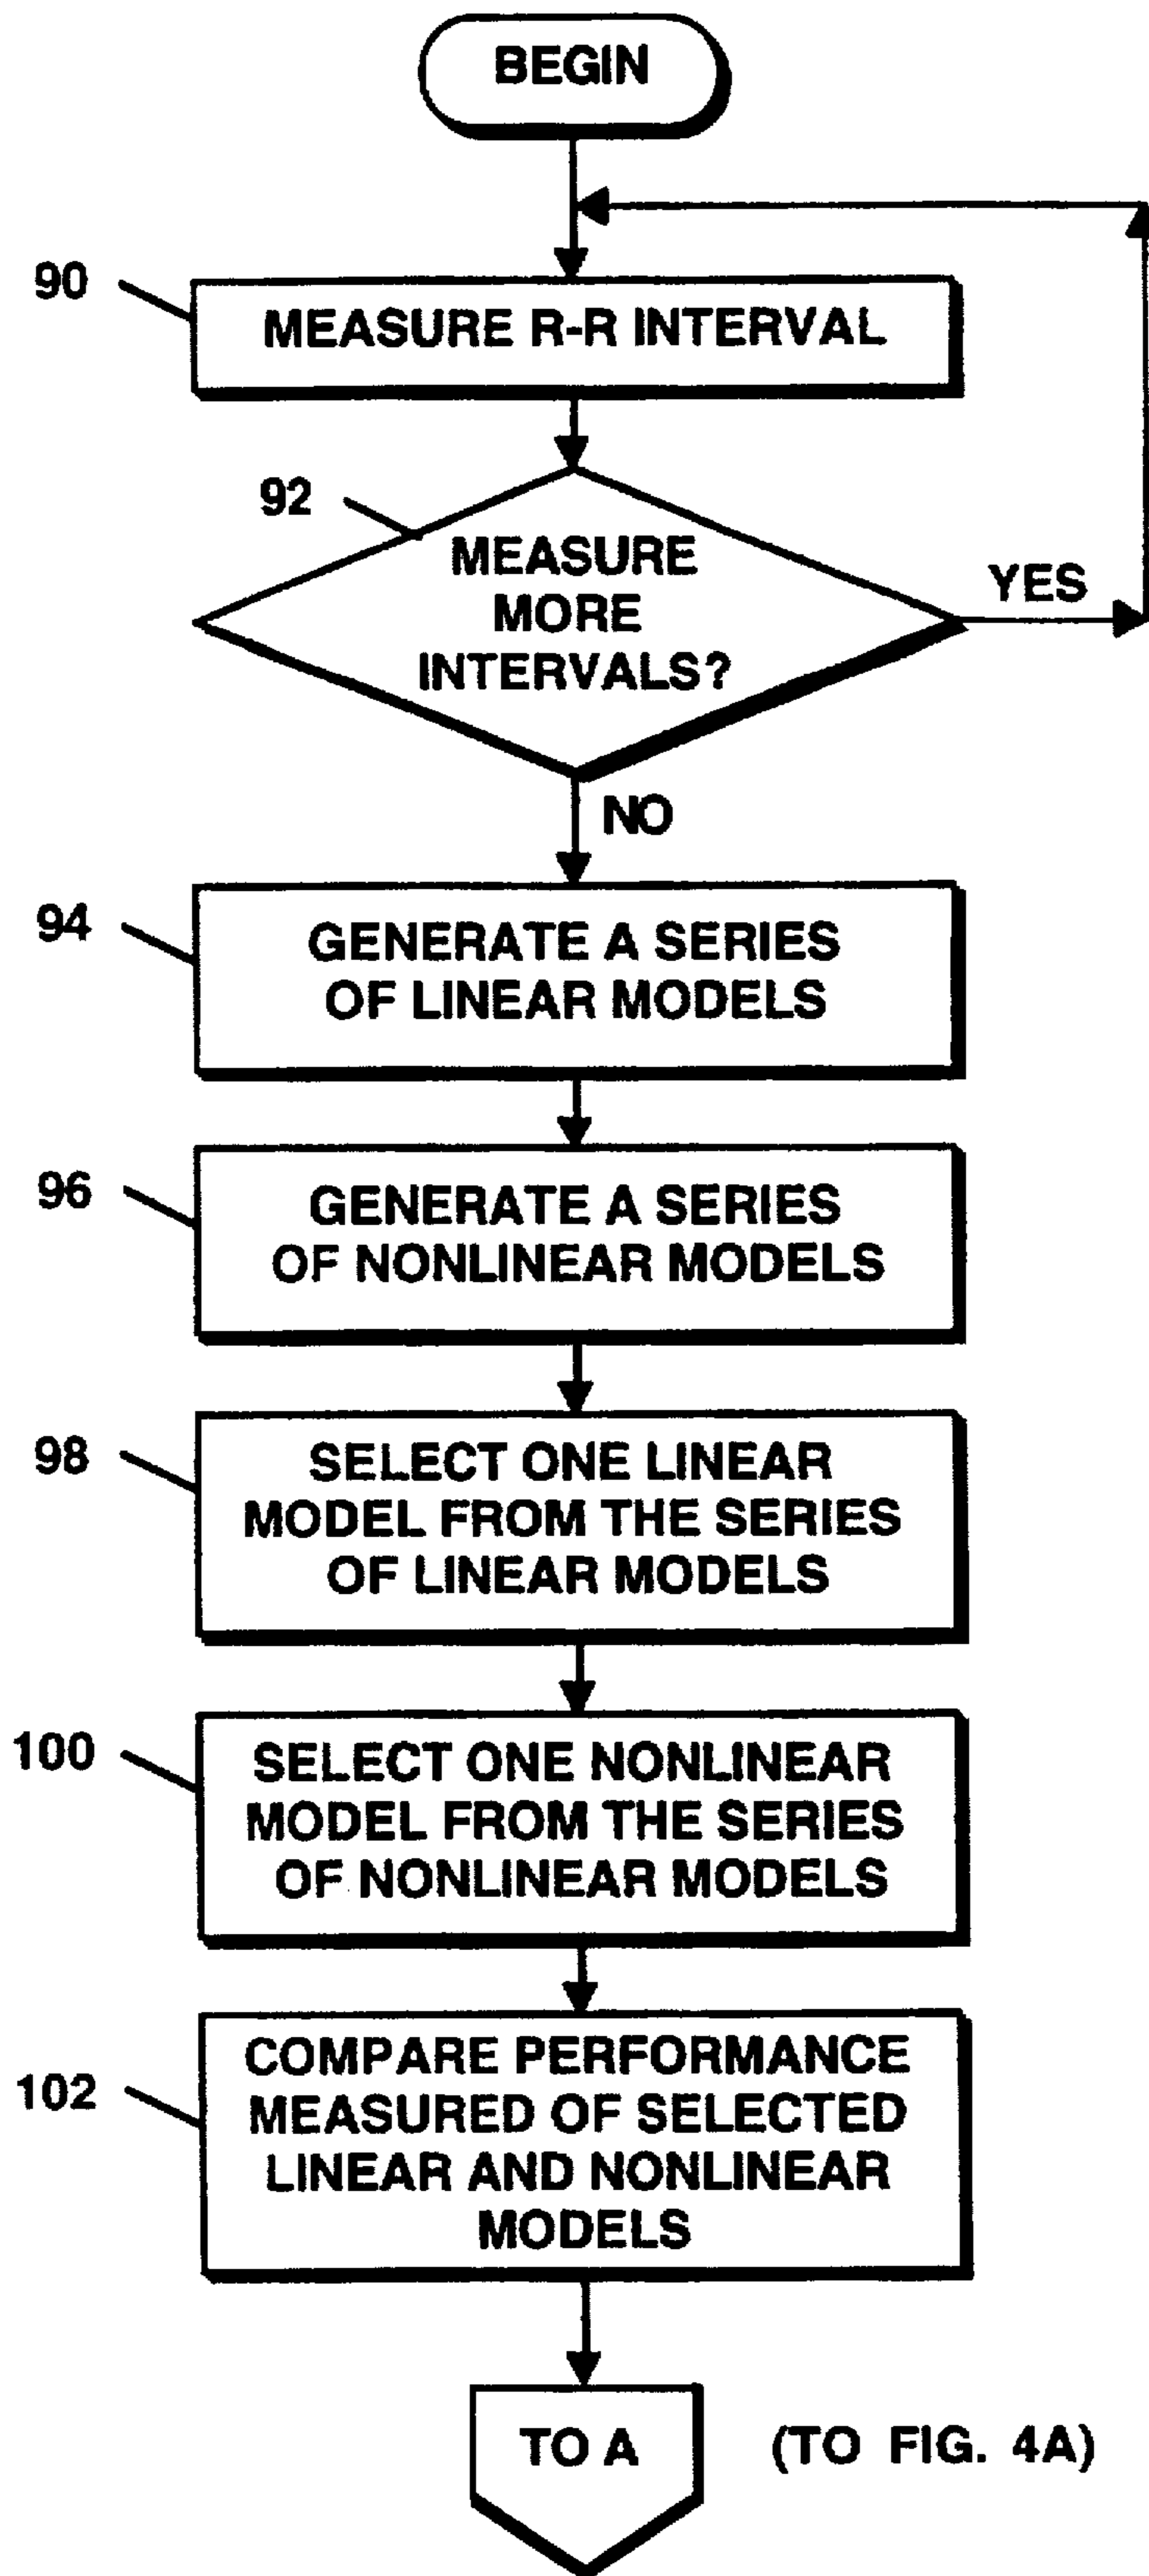 BEGIN
90
MEASURE R-R INTERVAL
92
MEASURE
MORE
INTERVALS?
YES
NO
94
GENERATE A SERIES
OF LINEAR MODELS
96
GENERATE A SERIES
OF NONLINEAR MODELS
98
SELECT ONE LINEAR
MODEL FROM THE SERIES
OF LINEAR MODELS
100
SELECT ONE NONLINEAR
MODEL FROM THE SERIES
OF NONLINEAR MODELS
102
COMPARE PERFORMANCE
MEASURED OF SELECTED
LINEAR AND NONLINEAR
MODELS
TO A
(TO FIG. 4A)